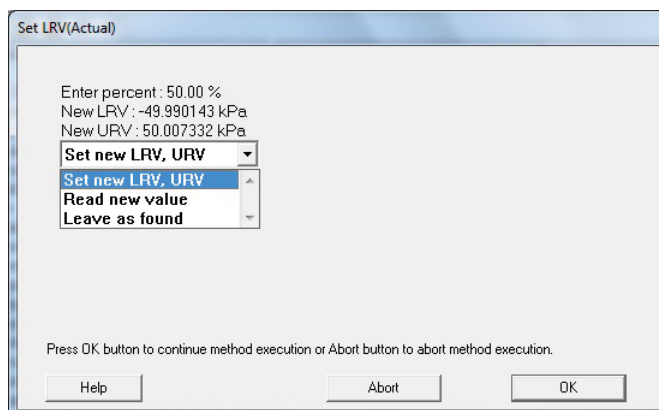 Set LRV(Actual)
Enter percent : 50.00 %
New LRV : -49.990143 kPa
New URV : 50.007332 kPa
Set new LRV, URV
Set new LRV, URV
Read new value
Leave as found
Press OK button to continue method execution or Abort button to abort method execution.
Help Abort OK